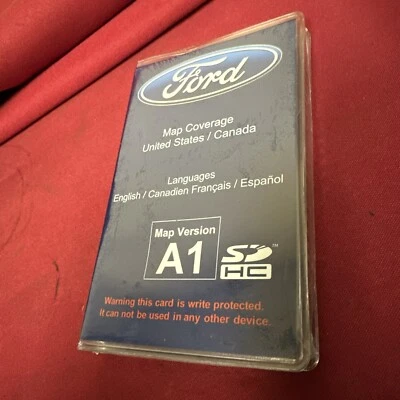 Ford
Map Coverage
United States / Canada
Languages
English / Canadien Français / Español
Map Version
A1
SD
HC
TM
Warning this card is write protected.
It can not be used in any other device.